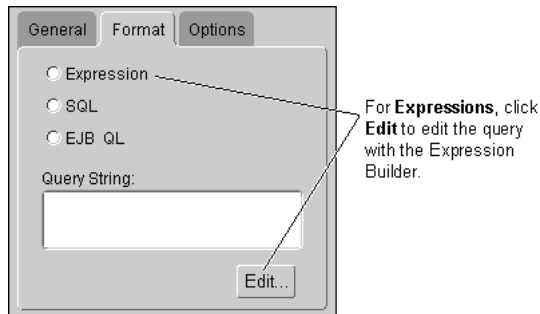 General Format Options
Expression
SQL
EJB QL
Query String:
Edit...
For Expressions, click
Edit to edit the query
with the Expression
Builder.